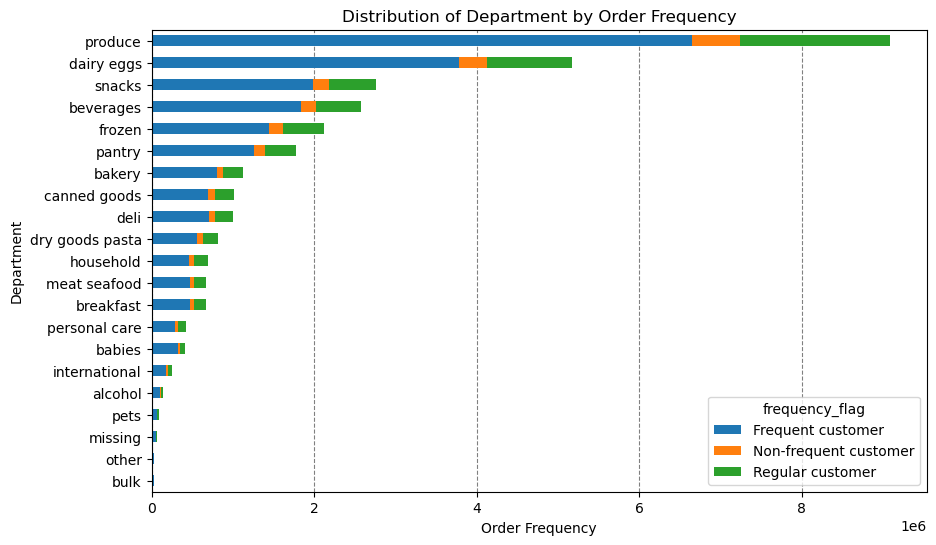 Distribution of Department by Order Frequency
produce
dairy eggs
snacks
beverages
frozen
pantry
bakery
canned goods
deli
dry goods pasta
household
meat seafood
breakfast
personal care
babies
international
alcohol
pets
missing
other
bulk
Department
0 2 4 6 8
1e6
Order Frequency
frequency_flag
Frequent customer
Non-frequent customer
Regular customer